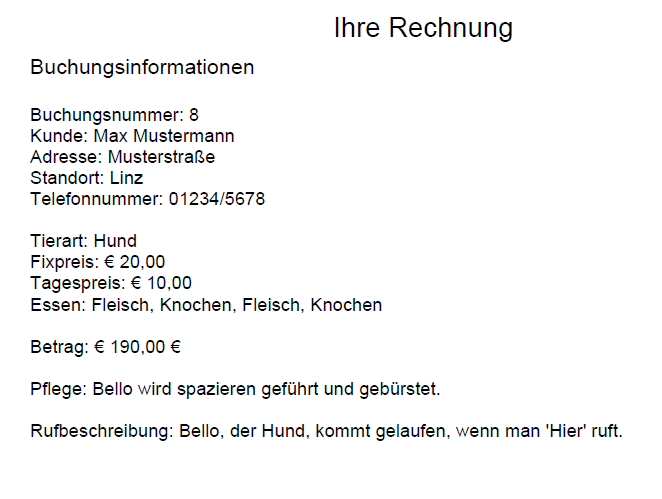 Ihre Rechnung
Buchungsinformationen
Buchungsnummer: 8
Kunde: Max Mustermann
Adresse: Musterstraße
Standort: Linz
Telefonnummer: 01234/5678
Tierart: Hund
Fixpreis: € 20,00
Tagespreis: € 10,00
Essen: Fleisch, Knochen, Fleisch, Knochen
Betrag: € 190,00 €
Pflege: Bello wird spazieren geführt und gebürstet.
Rufbeschreibung: Bello, der Hund, kommt gelaufen, wenn man 'Hier' ruft.